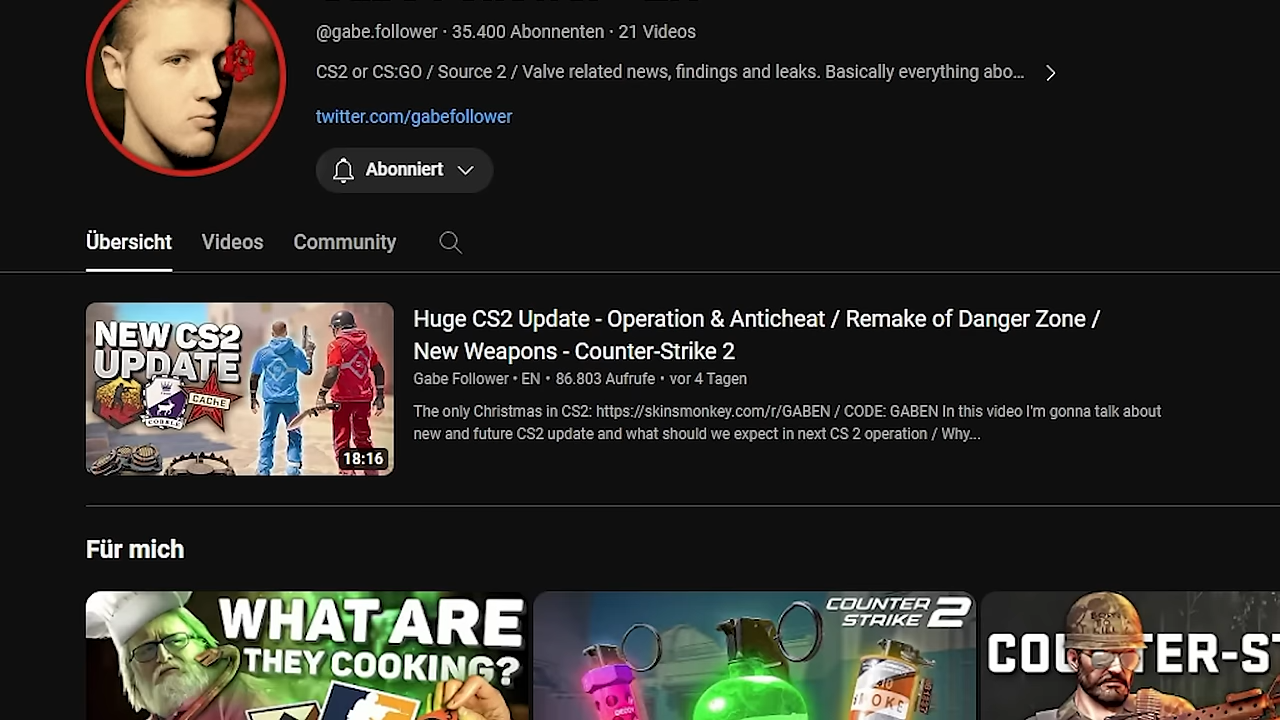 @gabe.follower · 35.400 Abonnenten · 21 Videos
CS2 or CS:GO / Source 2 / Valve related news, findings and leaks. Basically everything abo...
twitter.com/gabefollower
Abonniert
Übersicht Videos Community
NEW CS2
UPDATE
CACHE
COBBLE
18:16
Huge CS2 Update - Operation & Anticheat / Remake of Danger Zone /
New Weapons - Counter-Strike 2
Gabe Follower • EN • 86.803 Aufrufe • vor 4 Tagen
The only Christmas in CS2: https://skinsmonkey.com/r/GABEN / CODE: GABEN In this video I'm gonna talk about
new and future CS2 update and what should we expect in next CS 2 operation / Why...
Für mich
WHAT ARE
THEY COOKING?
COUNTER
STRIKE 2